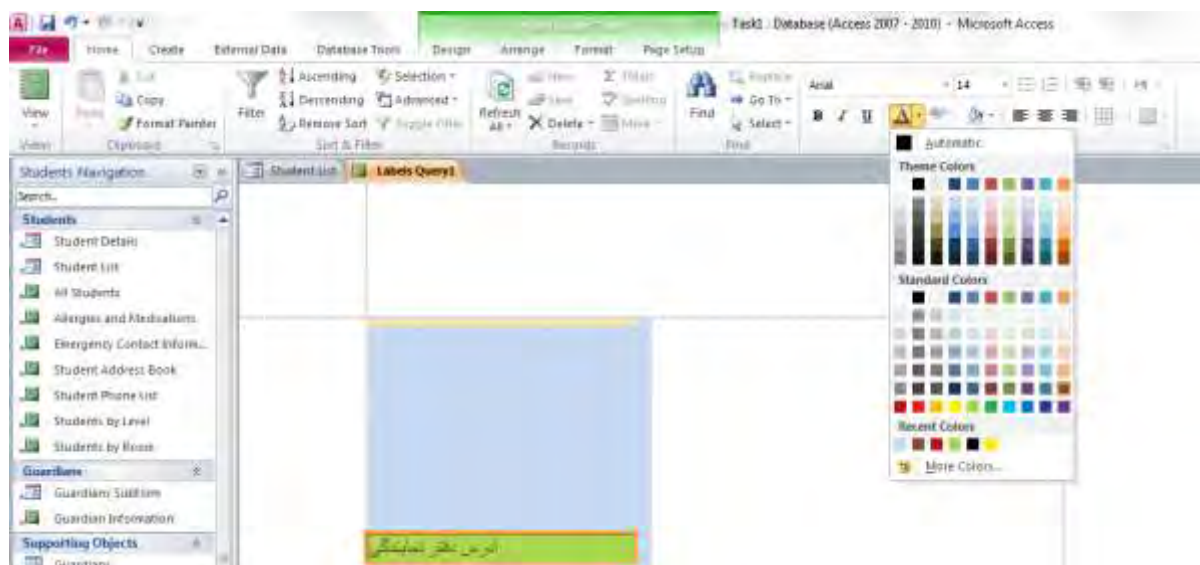 Task1 : Database (Access 2007 - 2010) - Microsoft Access
File Home Create External Data Database Tools Design Arrange Format Page Setup
View
Paste
Cut
Copy
Format Painter
Filter
Ascending
Descending
Remove Sort
Selection
Advanced
Toggle Filter
Refresh All
New
Save
Delete
Totals
Spelling
More
Find
Replace
Go To
Select
Arial 14
B I U
Views Clipboard Sort & Filter Records Find
Automatic
Theme Colors
Standard Colors
Recent Colors
More Colors...
Students Navigation
Student List Labels Query1
Search..
Students
Student Details
Student List
All Students
Allergies and Medications
Emergency Contact Inform...
Student Address Book
Student Phone List
Students by Level
Students by Room
Guardians
Guardians Subform
Guardian Information
Supporting Objects
Guardians
آدرس دفتر نمایندگی